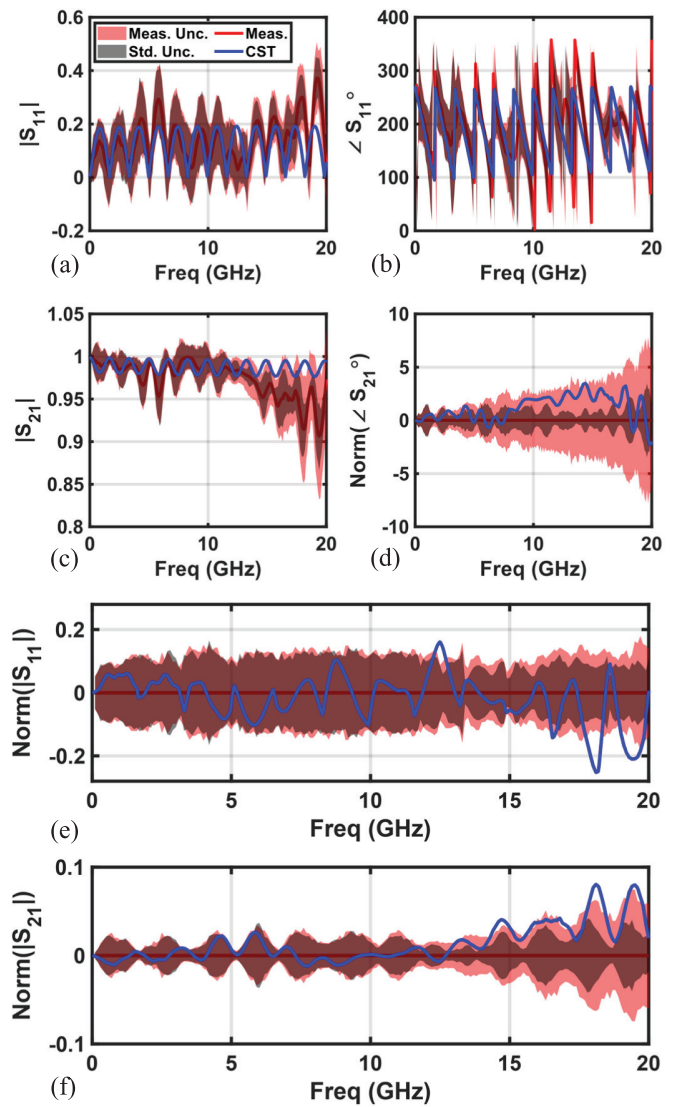 0.6
0.4
0.2
0
-0.2
|S11|
Meas. Unc.
Meas.
Std. Unc.
CST
0
10
20
Freq (GHz)
(a)
400
300
200
100
0
∠ S11°
0
10
20
Freq (GHz)
(b)
1.05
1
0.95
0.9
0.85
0.8
|S21|
0
10
20
Freq (GHz)
(c)
10
5
0
-5
-10
Norm(∠ S21°)
0
10
20
Freq (GHz)
(d)
0.2
0
-0.2
Norm(|S11|)
0
5
10
15
20
Freq (GHz)
(e)
0.1
0
-0.1
Norm(|S21|)
0
5
10
15
20
Freq (GHz)
(f)